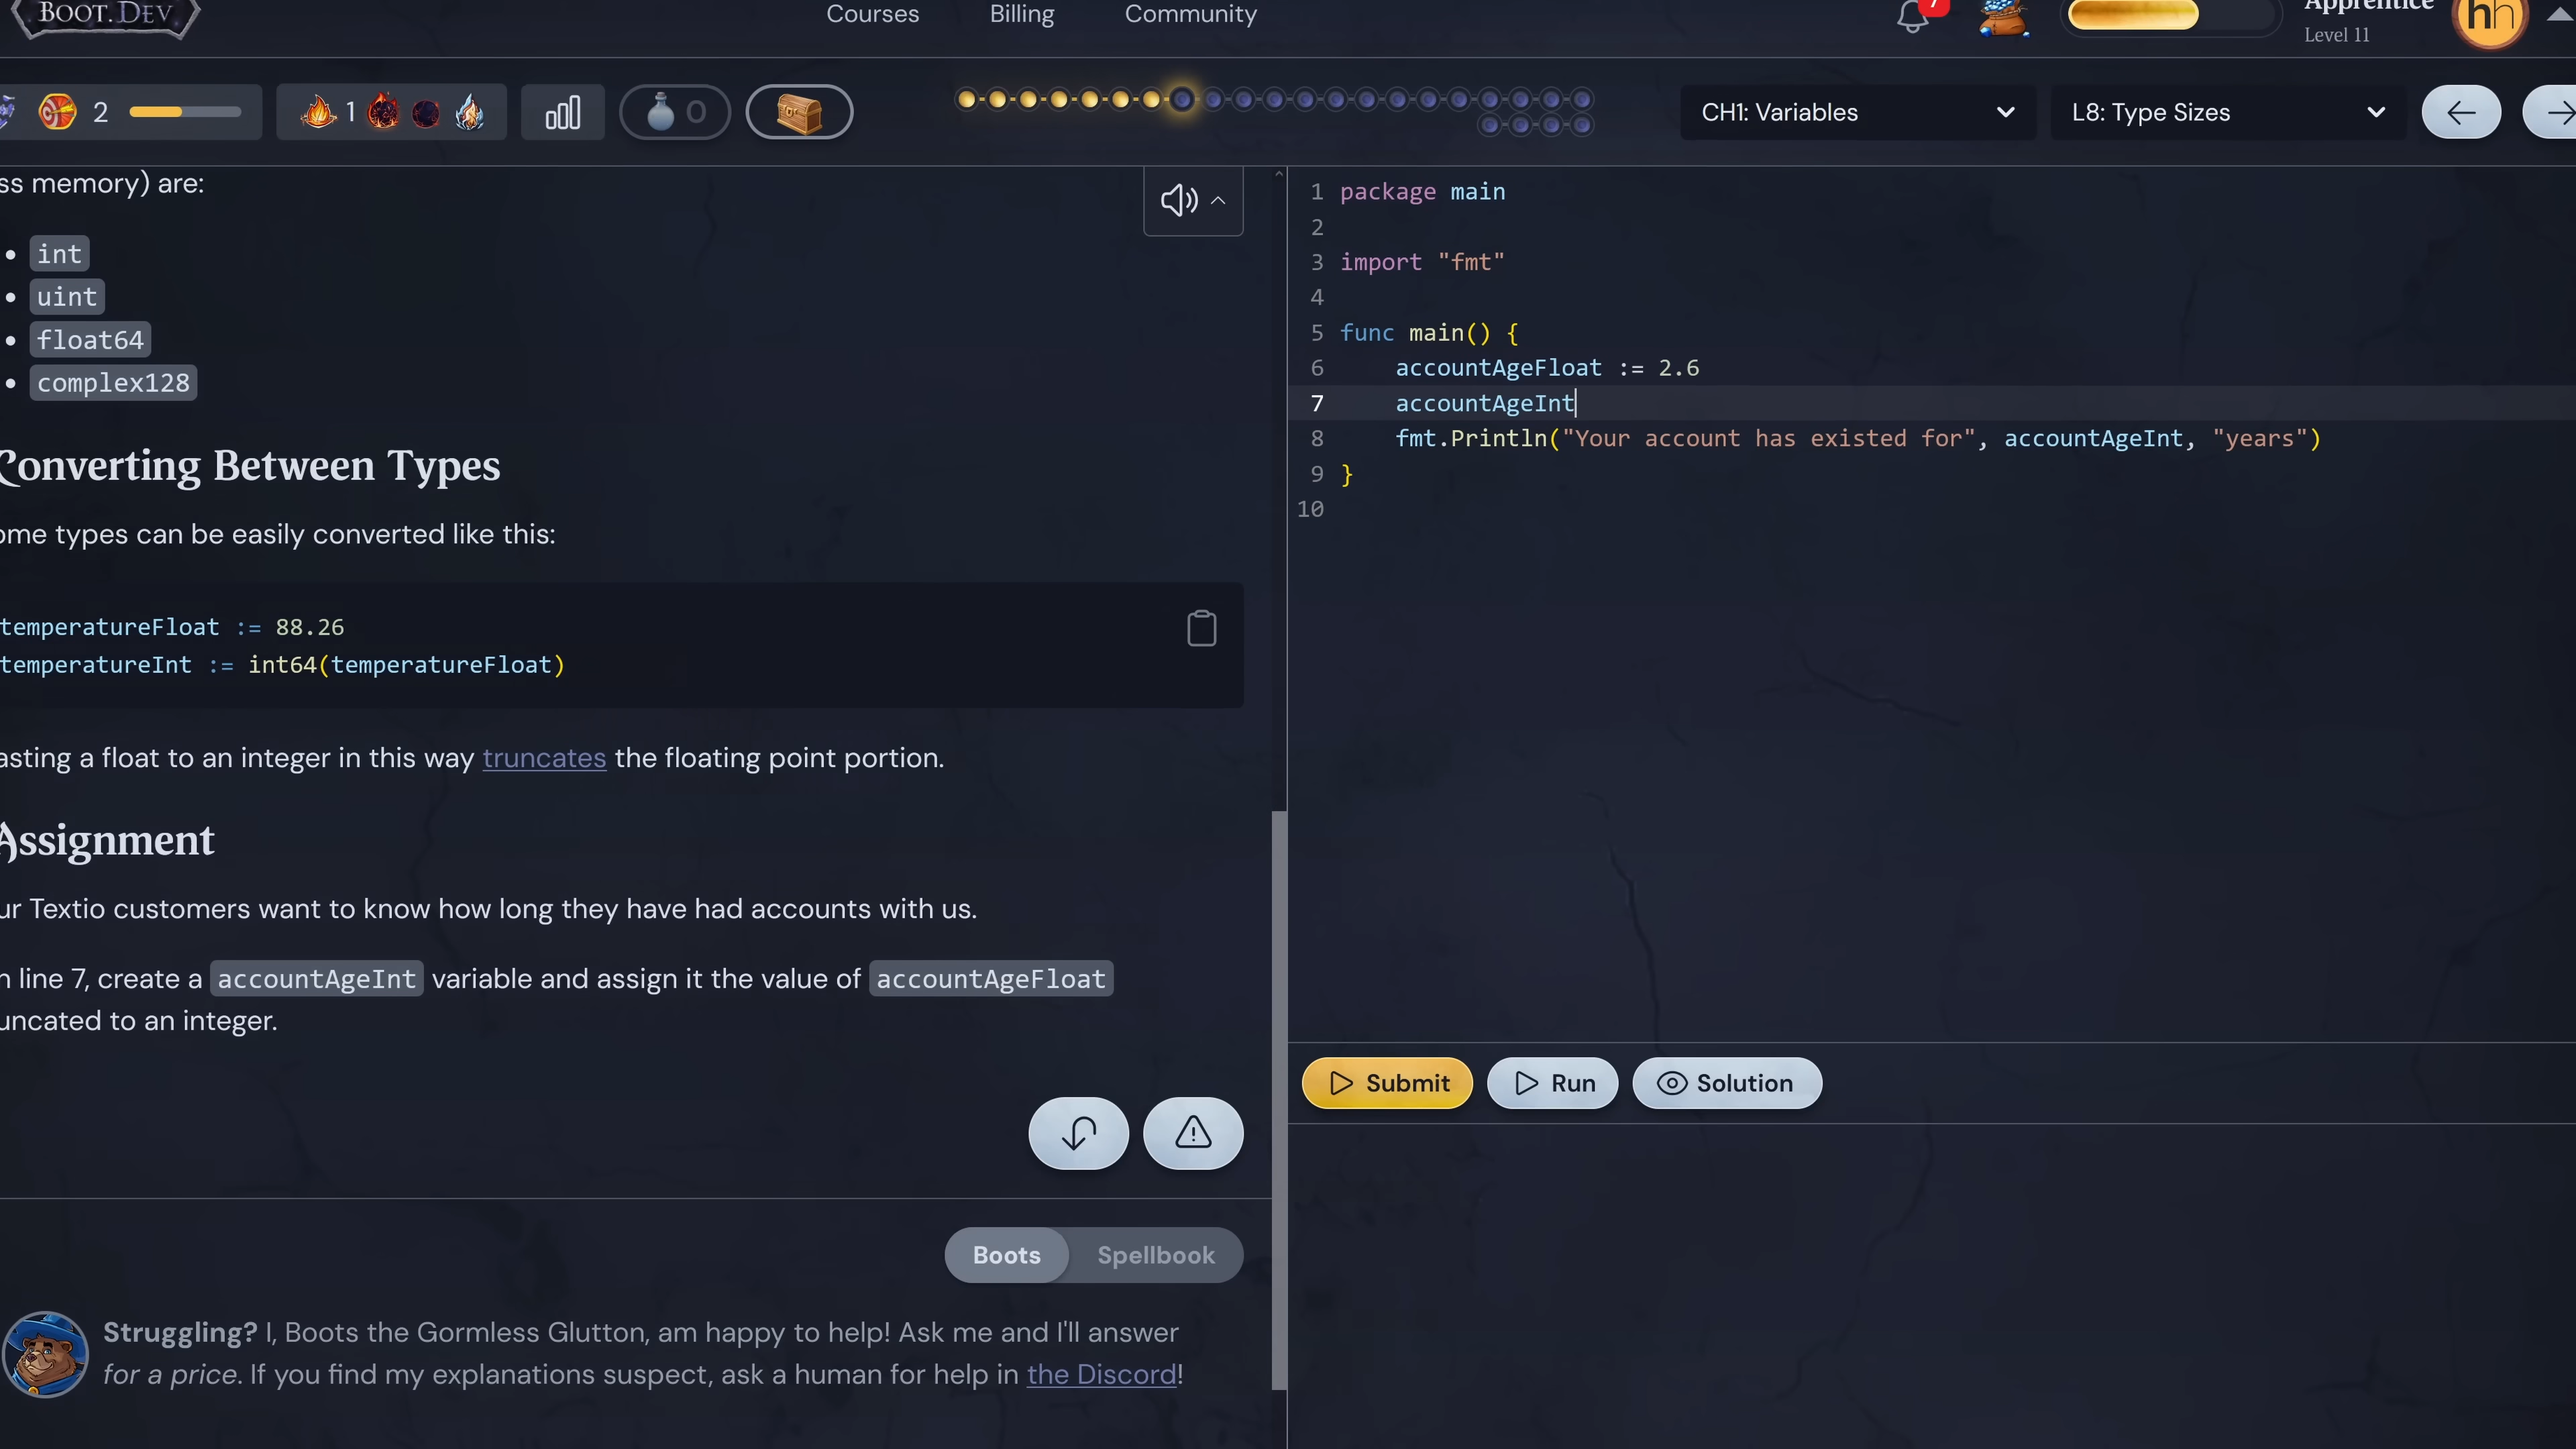 BOOT.DEV
Courses Billing Community
7
Apprentice
Level 11
hh
2
1
0
CH1: Variables
L8: Type Sizes
ss memory) are:
int
uint
float64
complex128
Converting Between Types
ome types can be easily converted like this:
temperatureFloat := 88.26
temperatureInt := int64(temperatureFloat)
asting a float to an integer in this way truncates the floating point portion.
Assignment
ur Textio customers want to know how long they have had accounts with us.
n line 7, create a accountAgeInt variable and assign it the value of accountAgeFloat
uncated to an integer.
Boots Spellbook
Struggling? I, Boots the Gormless Glutton, am happy to help! Ask me and I'll answer
for a price. If you find my explanations suspect, ask a human for help in the Discord!
1 package main
2
3 import "fmt"
4
5 func main() {
6 accountAgeFloat := 2.6
7 accountAgeInt
8 fmt.Println("Your account has existed for", accountAgeInt, "years")
9 }
10
Submit Run Solution